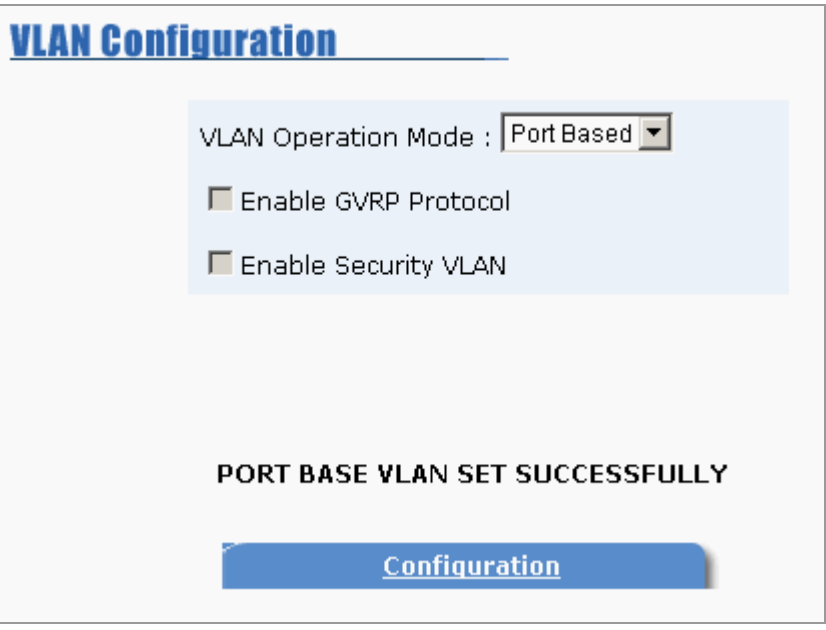 VLAN Configuration
VLAN Operation Mode : Port Based
Enable GVRP Protocol
Enable Security VLAN
PORT BASE VLAN SET SUCCESSFULLY
Configuration